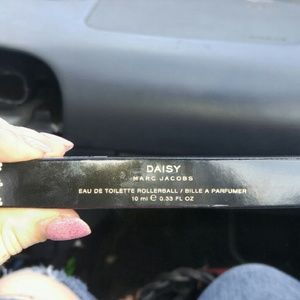 DAISY
MARC JACOBS
EAU DE TOILETTE ROLLERBALL / BILLE A PARFUMER
10 ml e 0.33 FL OZ